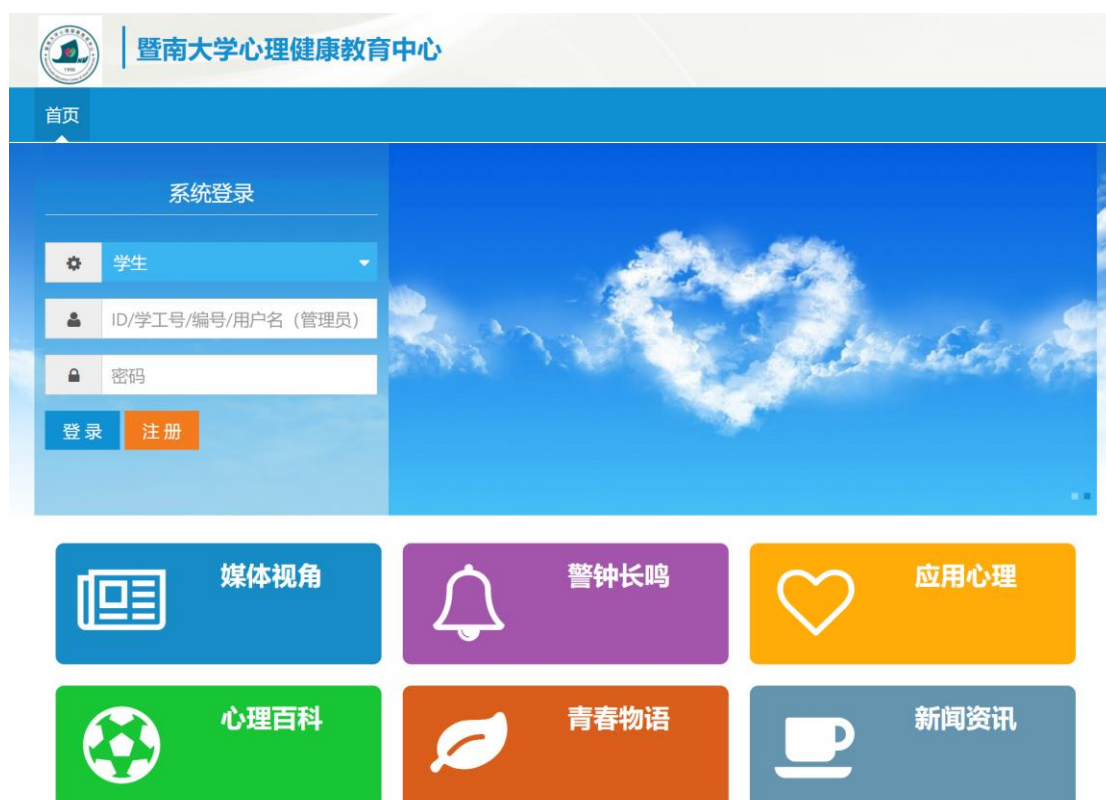 暨南大学心理健康教育中心
首页
系统登录
学生
ID/学工号/编号/用户名（管理员）
密码
登录 注册
媒体视角 警钟长鸣 应用心理
心理百科 青春物语 新闻资讯